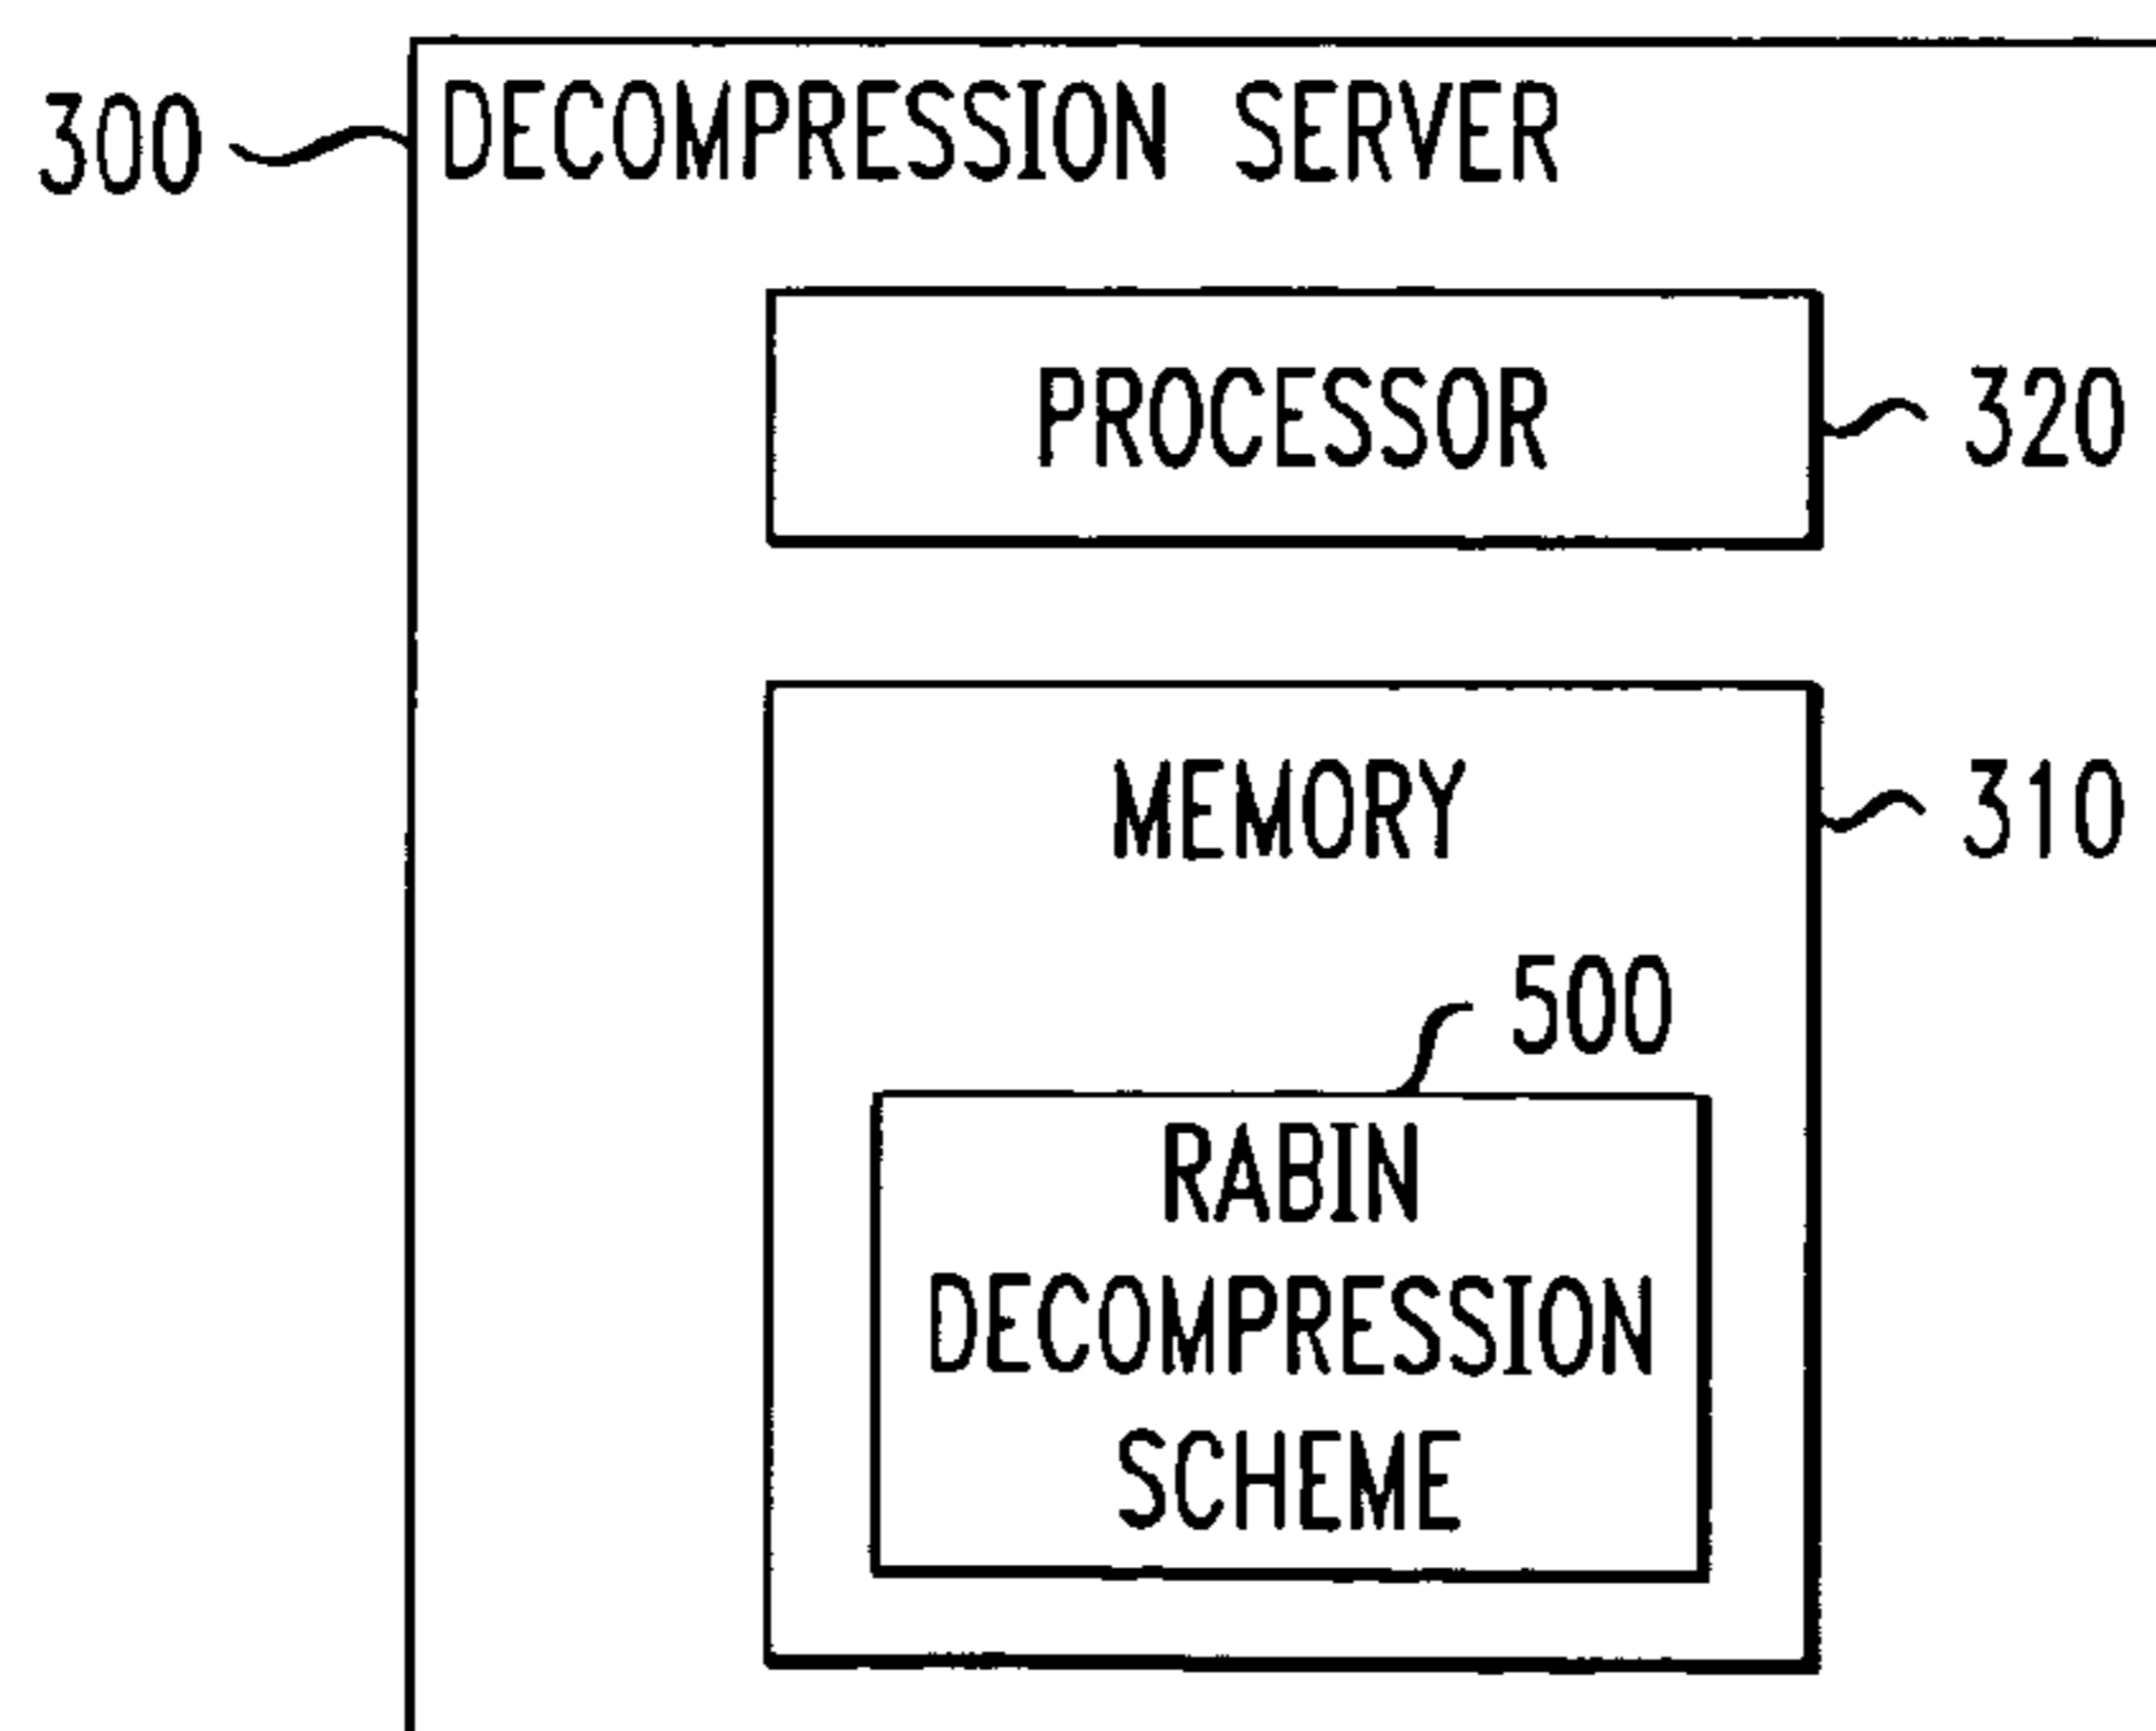 300
DECOMPRESSION SERVER
PROCESSOR
320
MEMORY
310
500
RABIN
DECOMPRESSION
SCHEME